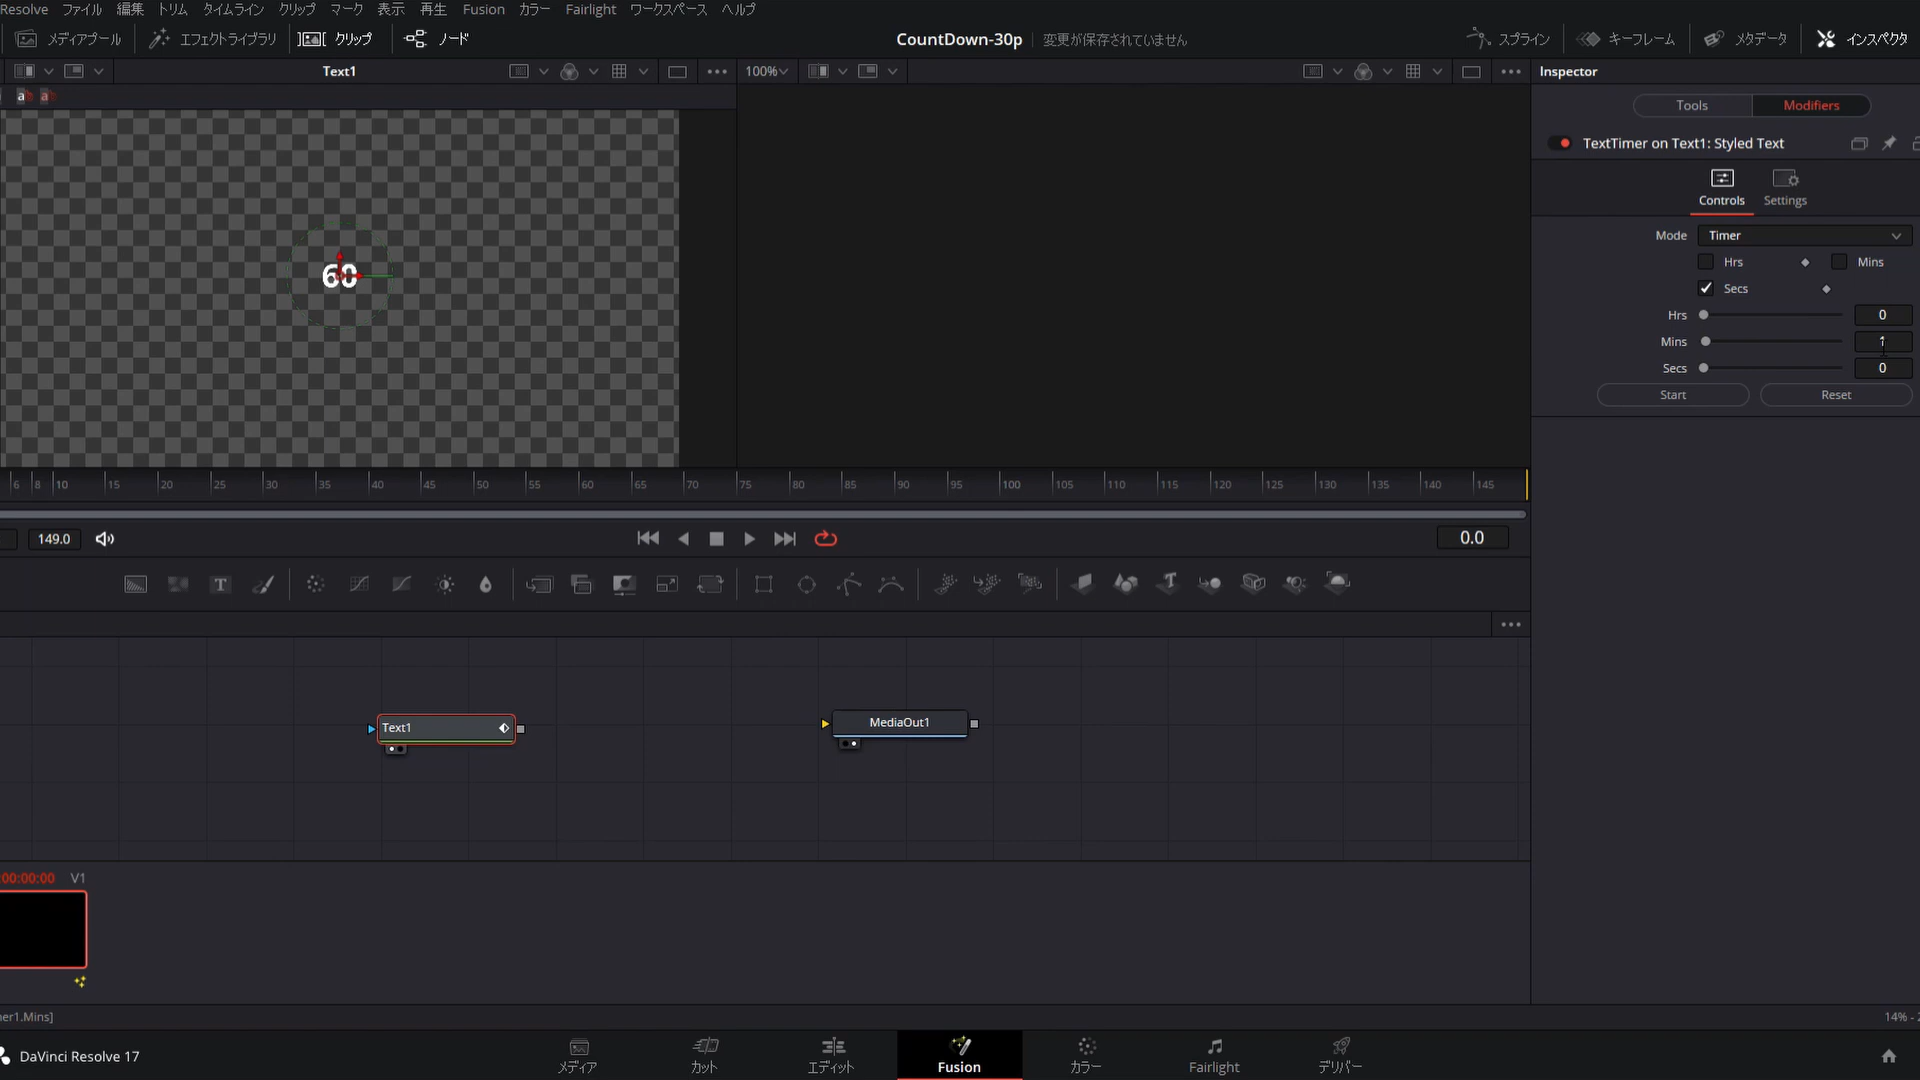 Resolve ファイル 編集 トリム タイムライン クリップ マーク 表示 再生 Fusion カラー Fairlight ワークスペース ヘルプ
メディアプール エフェクトライブラリ クリップ ノード CountDown-30p 変更が保存されていません スプライン キーフレーム メタデータ インスペクタ
Text1 100% Inspector
Tools Modifiers
TextTimer on Text1: Styled Text
Controls Settings
Mode Timer
Hrs Mins
Secs
Hrs 0
Mins 1
Secs 0
Start Reset
60
6 8 10 15 20 25 30 35 40 45 50 55 60 65 70 75 80 85 90 95 100 105 110 115 120 125 130 135 140 145
149.0 0.0
Text1 MediaOut1
00:00:00 V1
er1.Mins]
14% -
DaVinci Resolve 17 メディア カット エディット Fusion カラー Fairlight デリバー